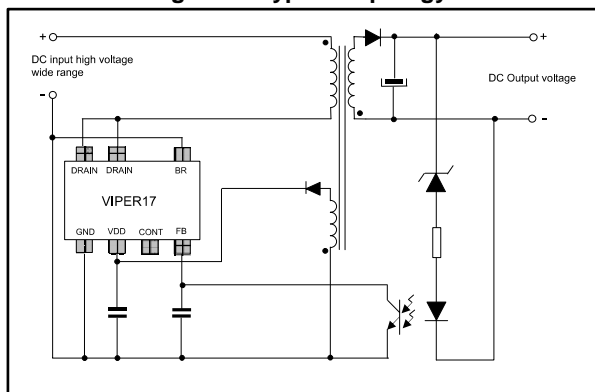 +
DC input high voltage
wide range
-
+
DC Output voltage
-
DRAIN DRAIN BR
VIPER17
GND VDD CONT FB